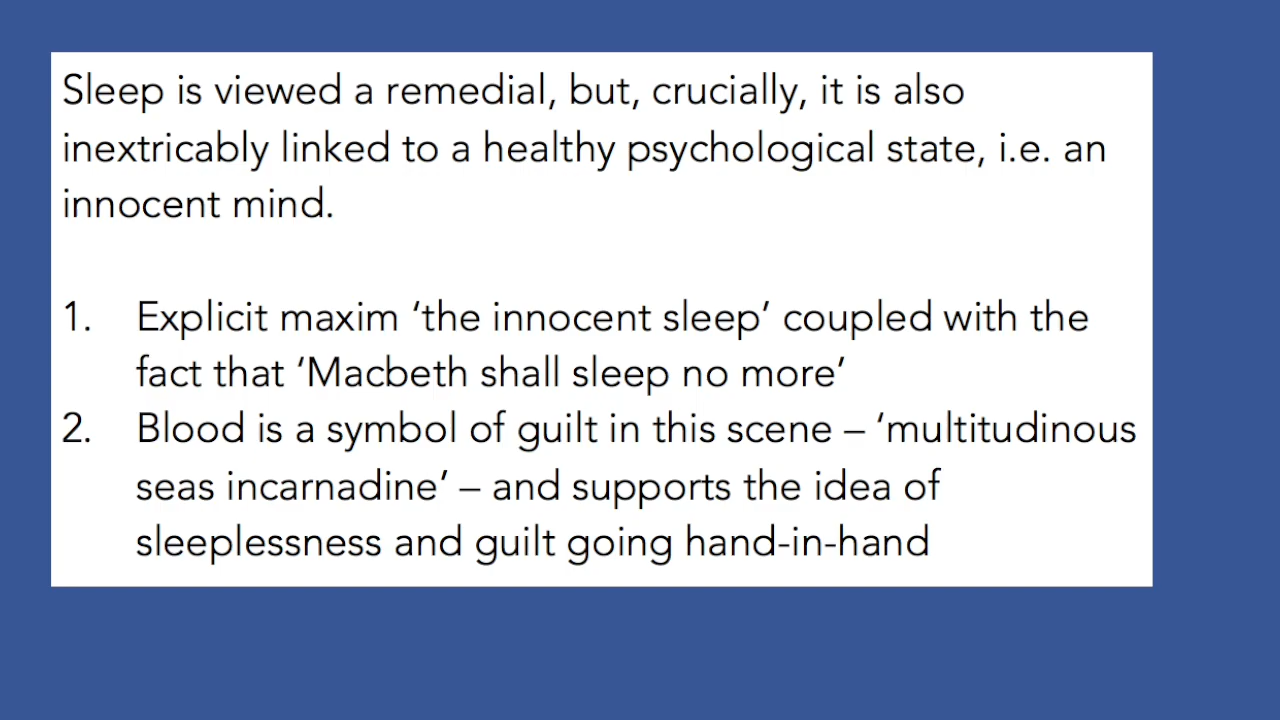 Sleep is viewed a remedial, but, crucially, it is also
inextricably linked to a healthy psychological state, i.e. an
innocent mind.
1. Explicit maxim ‘the innocent sleep’ coupled with the
fact that ‘Macbeth shall sleep no more’
2. Blood is a symbol of guilt in this scene – ‘multitudinous
seas incarnadine’ – and supports the idea of
sleeplessness and guilt going hand-in-hand